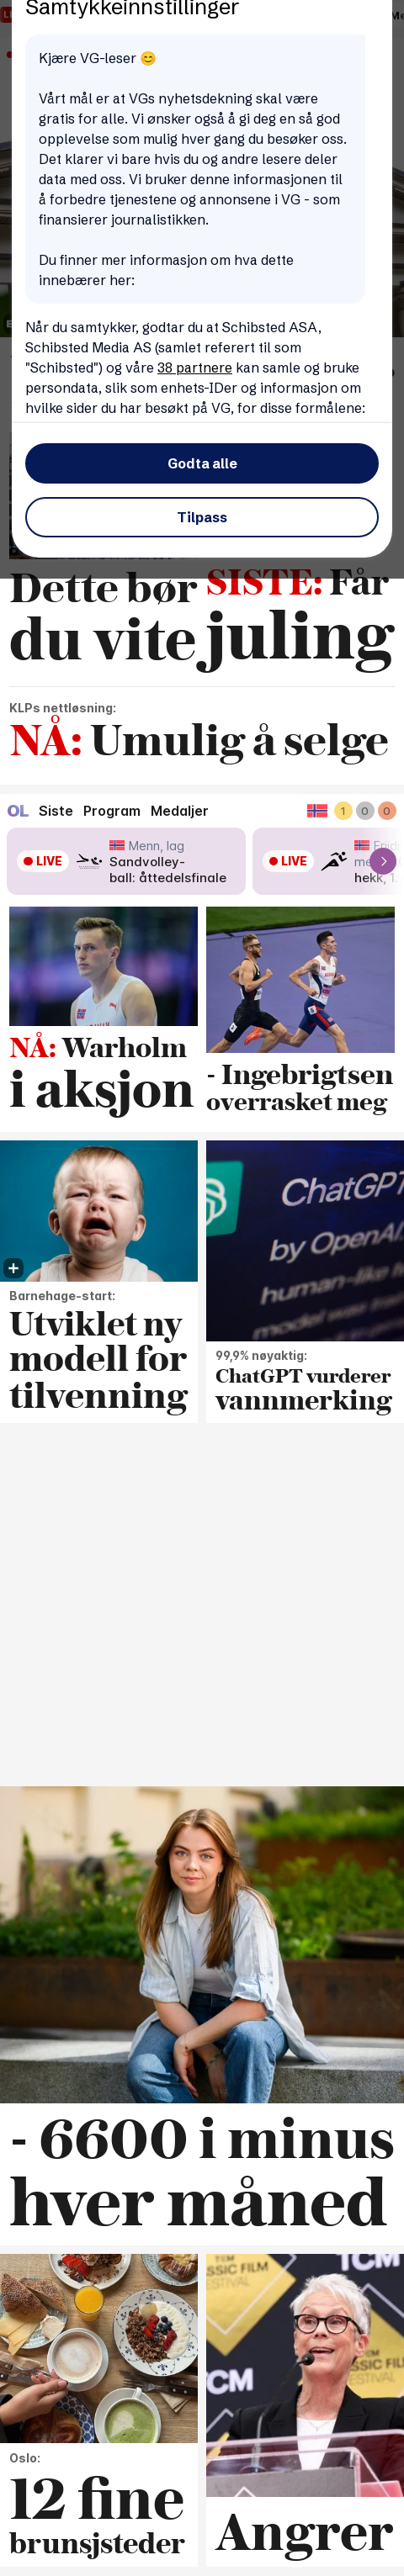 Samtykkeinnstillinger
Kjære VG-leser 😊
Vårt mål er at VGs nyhetsdekning skal være
gratis for alle. Vi ønsker også å gi deg en så god
opplevelse som mulig hver gang du besøker oss.
Det klarer vi bare hvis du og andre lesere deler
data med oss. Vi bruker denne informasjonen til
å forbedre tjenestene og annonsene i VG - som
finansierer journalistikken.
Du finner mer informasjon om hva dette
innebærer her:
Når du samtykker, godtar du at Schibsted ASA,
Schibsted Media AS (samlet referert til som
"Schibsted") og våre 38 partnere kan samle og bruke
persondata, slik som enhets-IDer og informasjon om
hvilke sider du har besøkt på VG, for disse formålene:
Godta alle
Tilpass
Dette bør
du vite
SISTE: Får
juling
KLPs nettløsning:
NÅ: Umulig å selge
OL Siste Program Medaljer
1 0 0
LIVE
Menn, lag
Sandvolley-
ball: åttedelsfinale
LIVE
hekk, 1.
NÅ: Warholm
i aksjon
- Ingebrigtsen
overrasket meg
Barnehage-start:
Utviklet ny
modell for
tilvenning
ChatGPT
by OpenAI
human-like
99,9% nøyaktig:
ChatGPT vurderer
vannmerking
- 6600 i minus
hver måned
Oslo:
12 fine
brunsjsteder
TCM
CLASSIC FILM
FESTIVAL
TCM
Angrer